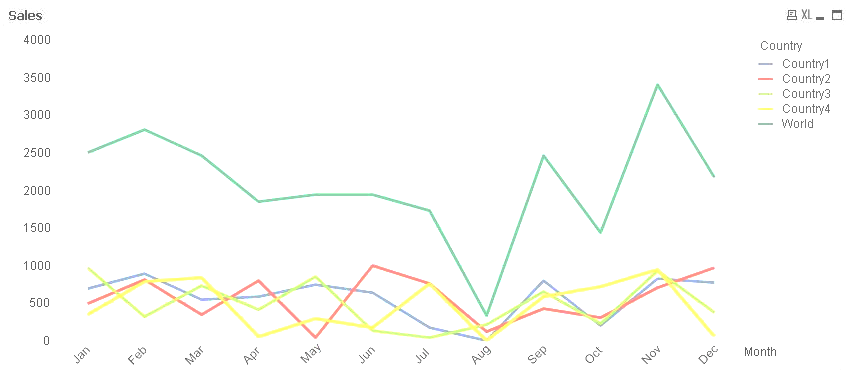 Sales
XL
4000
3500
3000
2500
2000
1500
1000
500
0
Jan
Feb
Mar
Apr
May
Jun
Jul
Aug
Sep
Oct
Nov
Dec
Month
Country
Country1
Country2
Country3
Country4
World